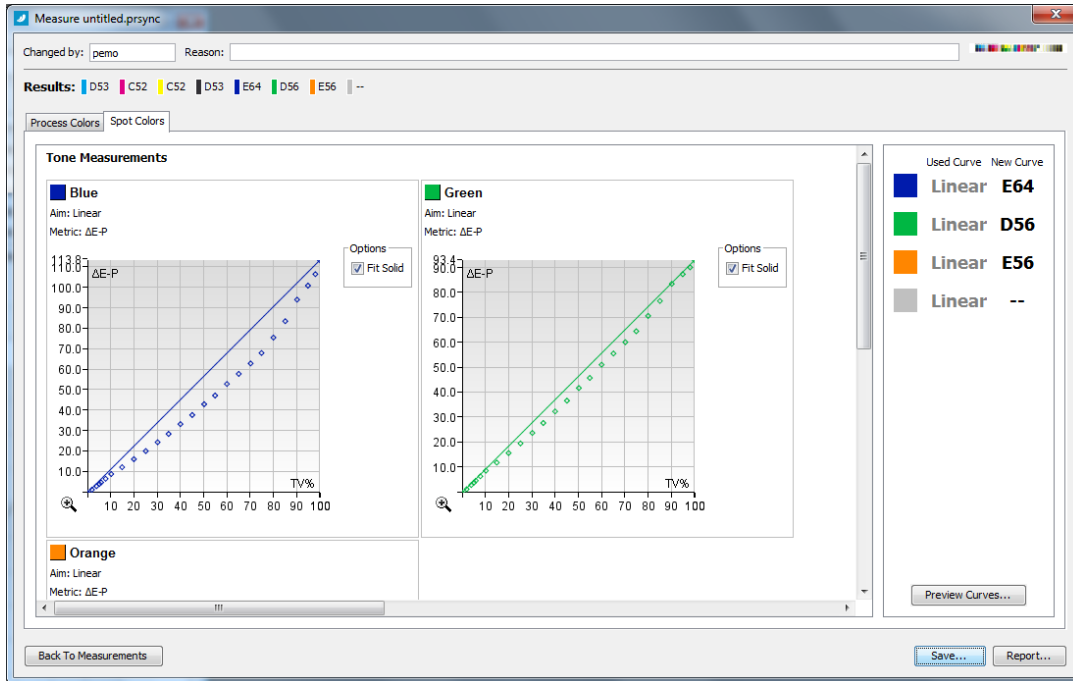 Measure untitled.prsync
Changed by: pemo Reason:
Results: D53 C52 C52 D53 E64 D56 E56 --
Process Colors Spot Colors
Tone Measurements
Blue
Aim: Linear
Metric: ΔE-P
Options
Fit Solid
113.8
110.0
ΔE-P
100.0
90.0
80.0
70.0
60.0
50.0
40.0
30.0
20.0
10.0
TV%
10 20 30 40 50 60 70 80 90 100
Green
Aim: Linear
Metric: ΔE-P
Options
Fit Solid
93.4
90.0
ΔE-P
80.0
70.0
60.0
50.0
40.0
30.0
20.0
10.0
TV%
10 20 30 40 50 60 70 80 90 100
Orange
Aim: Linear
Metric: ΔE-P
Used Curve New Curve
Linear E64
Linear D56
Linear E56
Linear --
Preview Curves...
Back To Measurements
Save... Report...